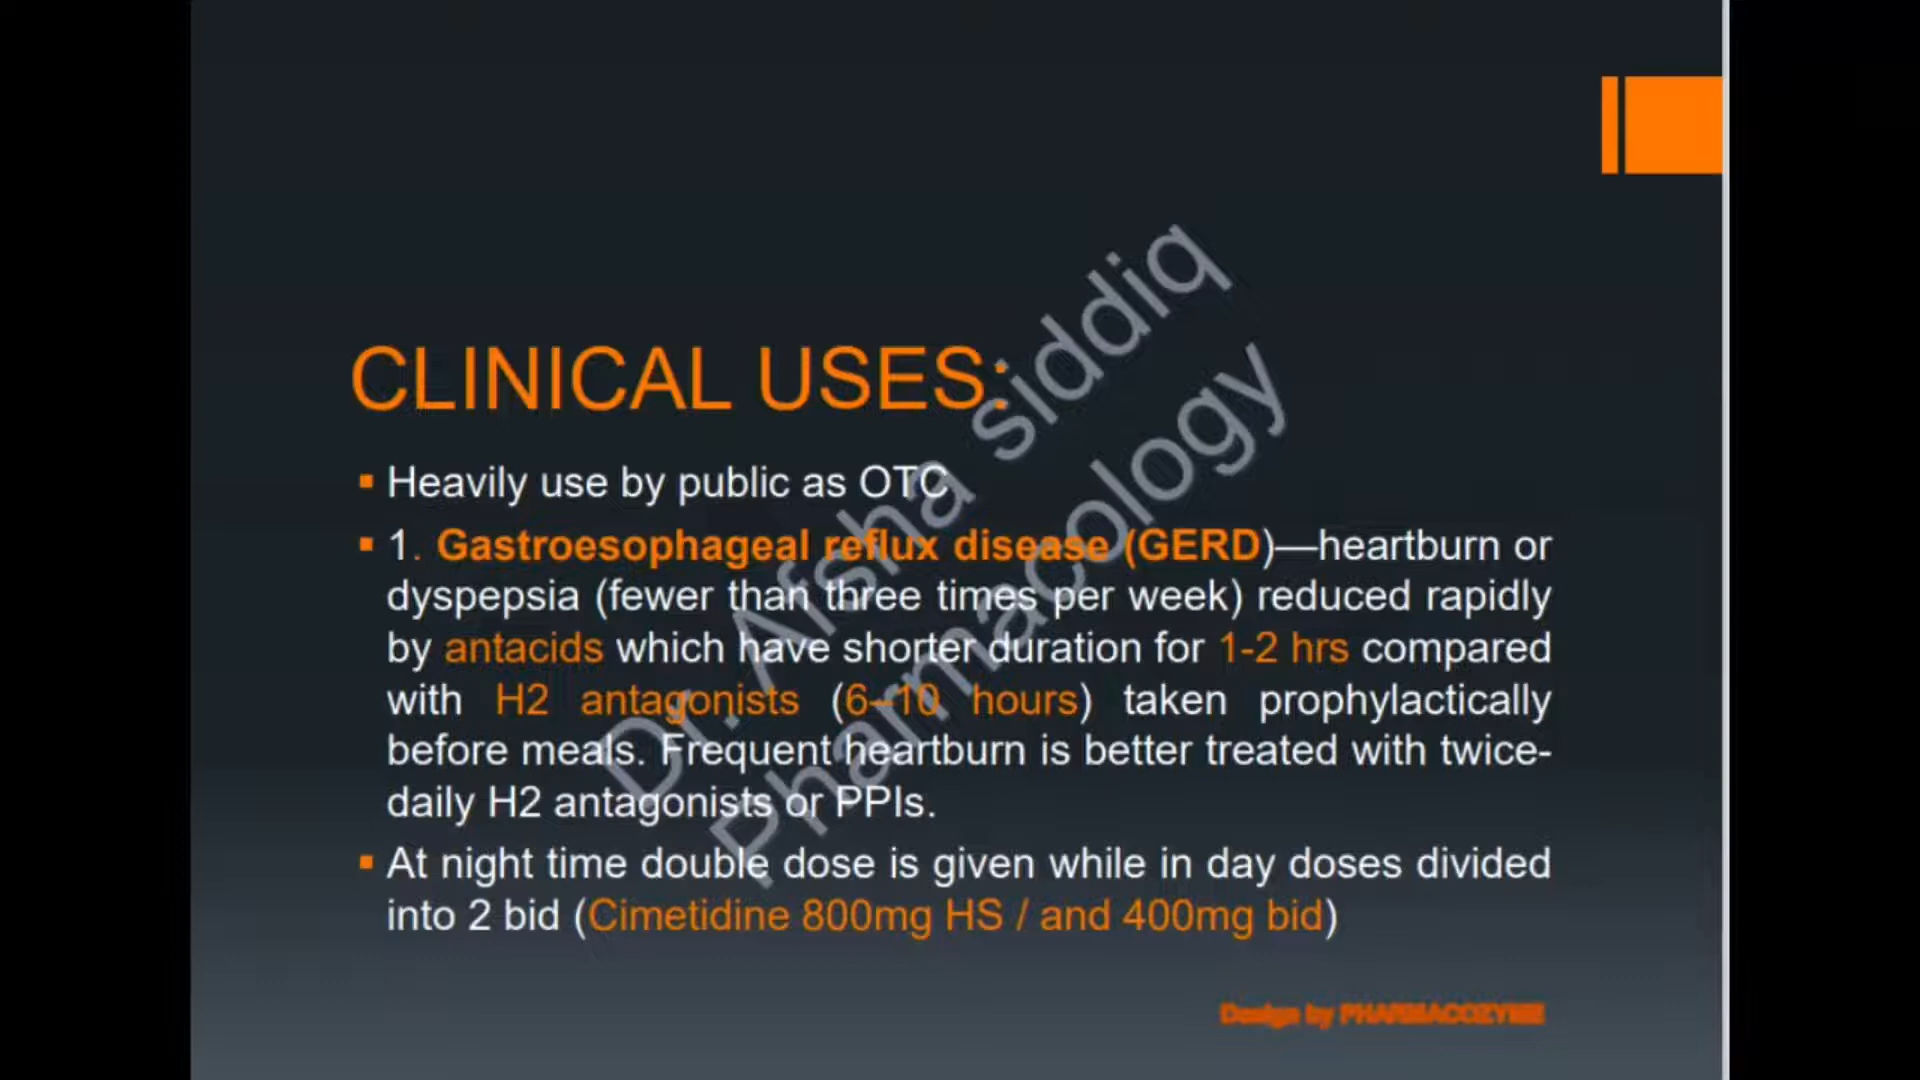 CLINICAL USES:
Heavily use by public as OTC
1. Gastroesophageal reflux disease (GERD)—heartburn or
dyspepsia (fewer than three times per week) reduced rapidly
by antacids which have shorter duration for 1-2 hrs compared
with H2 antagonists (6–10 hours) taken prophylactically
before meals. Frequent heartburn is better treated with twice-
daily H2 antagonists or PPIs.
At night time double dose is given while in day doses divided
into 2 bid (Cimetidine 800mg HS / and 400mg bid)
Dr. Afsha siddiq
Pharmacology
Design by PHARMACOZYME